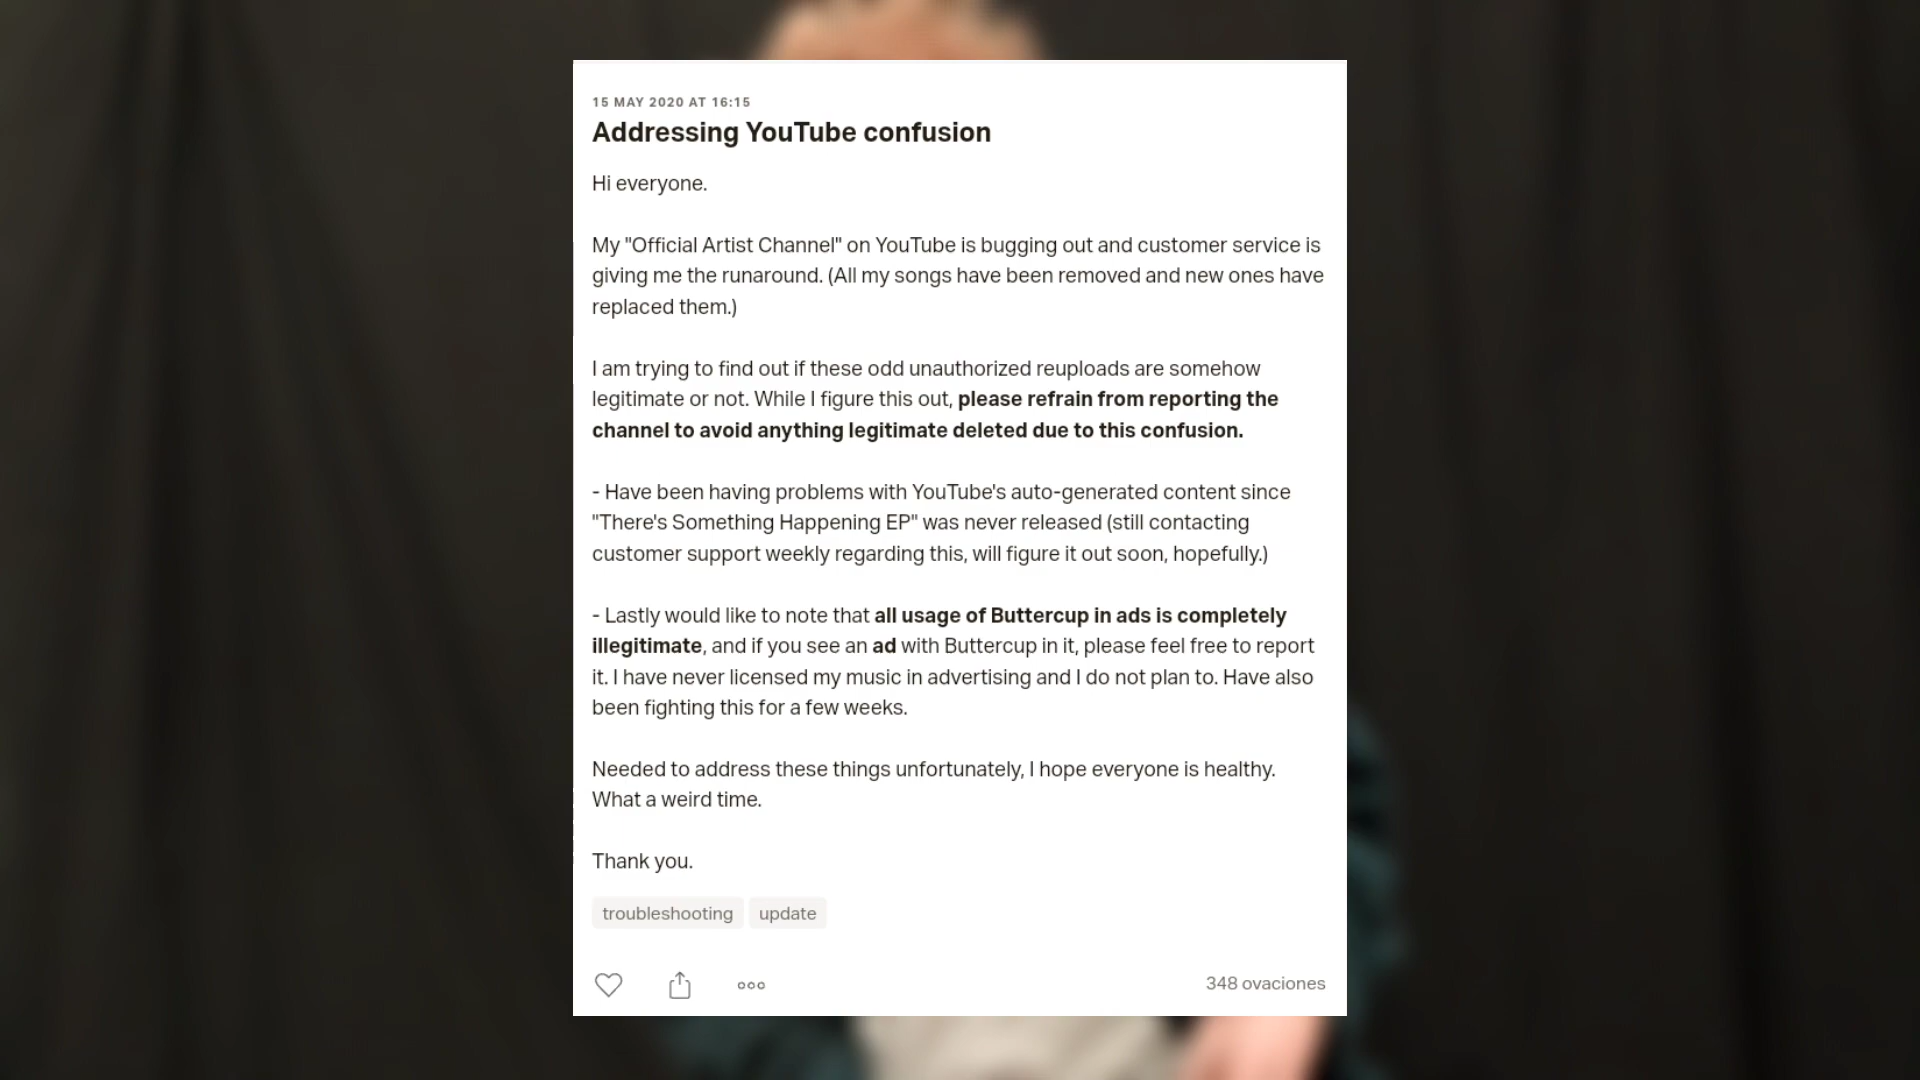 15 MAY 2020 AT 16:15
Addressing YouTube confusion
Hi everyone.
My "Official Artist Channel" on YouTube is bugging out and customer service is
giving me the runaround. (All my songs have been removed and new ones have
replaced them.)
I am trying to find out if these odd unauthorized reuploads are somehow
legitimate or not. While I figure this out, please refrain from reporting the
channel to avoid anything legitimate deleted due to this confusion.
- Have been having problems with YouTube's auto-generated content since
"There's Something Happening EP" was never released (still contacting
customer support weekly regarding this, will figure it out soon, hopefully.)
- Lastly would like to note that all usage of Buttercup in ads is completely
illegitimate, and if you see an ad with Buttercup in it, please feel free to report
it. I have never licensed my music in advertising and I do not plan to. Have also
been fighting this for a few weeks.
Needed to address these things unfortunately, I hope everyone is healthy.
What a weird time.
Thank you.
troubleshooting update
348 ovaciones